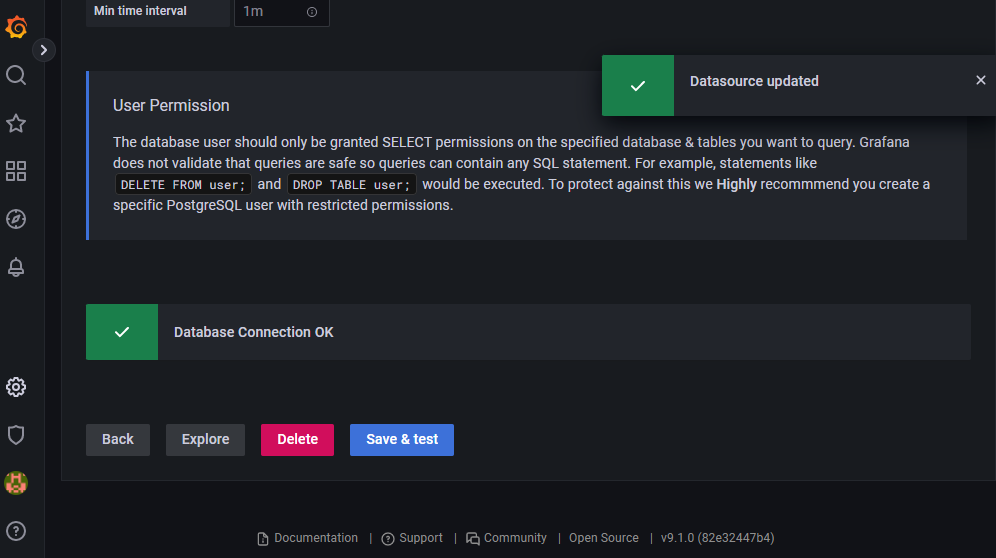 Min time interval 1m
Datasource updated
User Permission
The database user should only be granted SELECT permissions on the specified database & tables you want to query. Grafana
does not validate that queries are safe so queries can contain any SQL statement. For example, statements like
DELETE FROM user; and DROP TABLE user; would be executed. To protect against this we Highly recommmend you create a
specific PostgreSQL user with restricted permissions.
Database Connection OK
Back Explore Delete Save & test
Documentation | Support | Community | Open Source | v9.1.0 (82e32447b4)